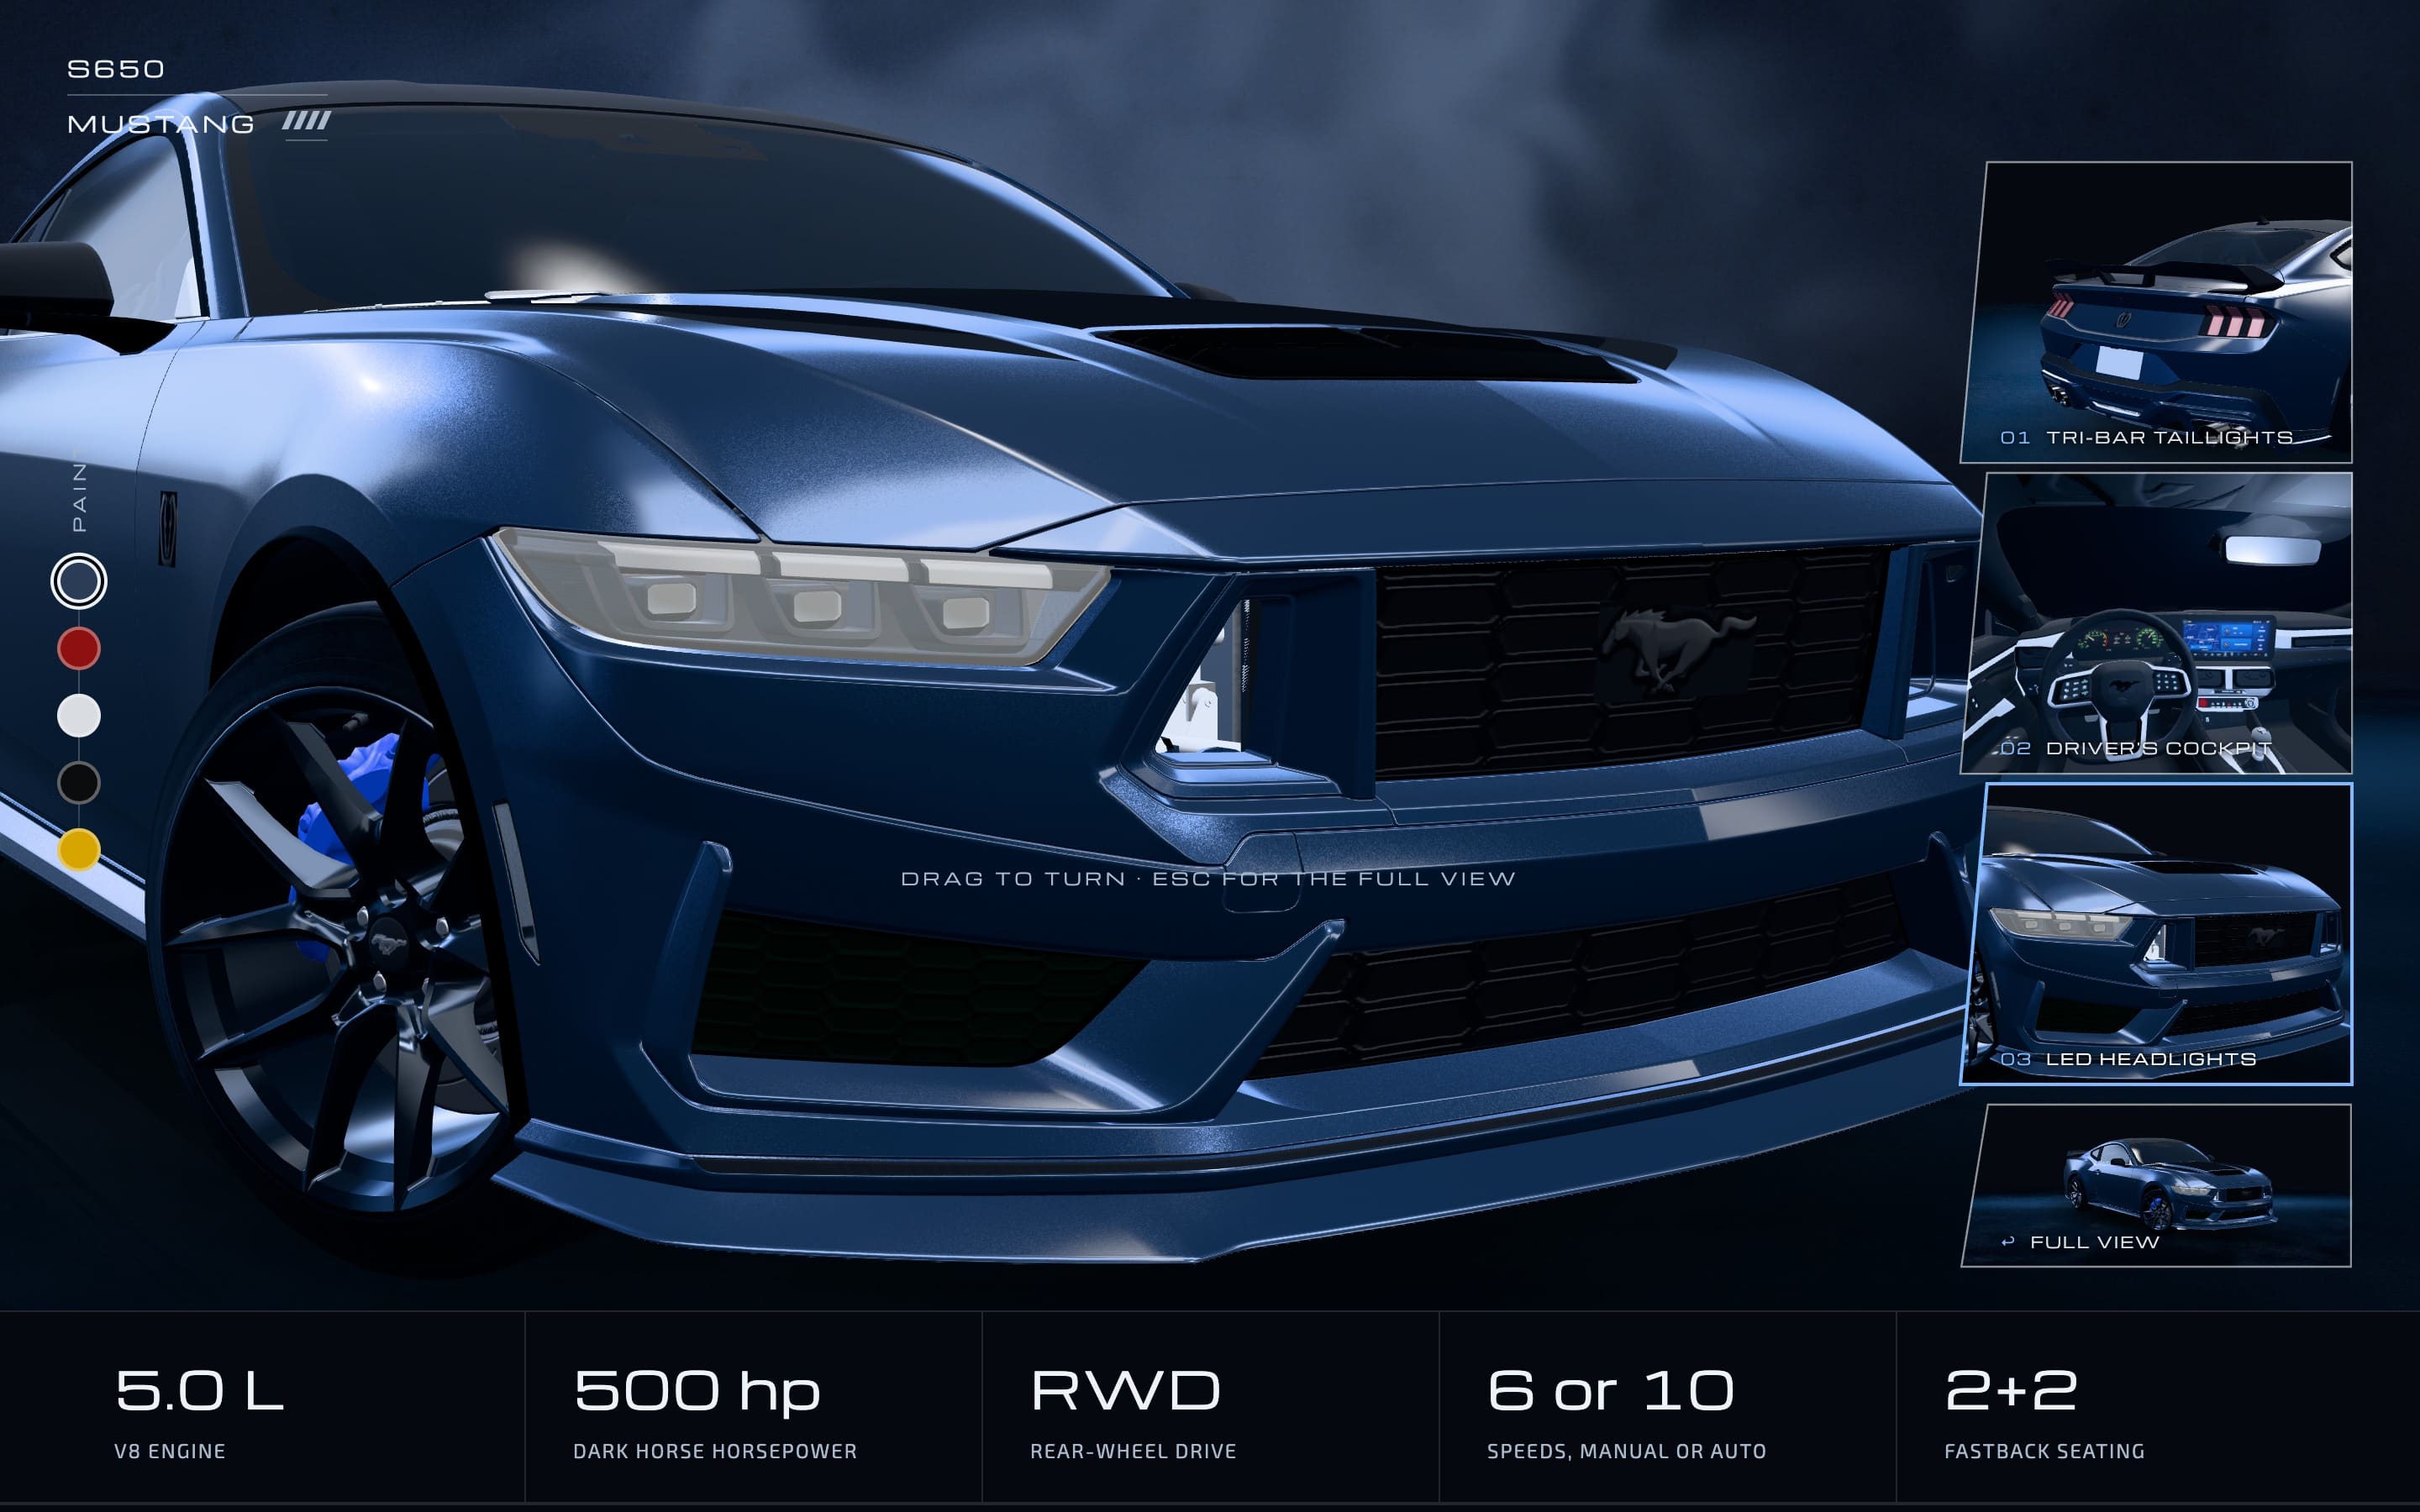 S650
MUSTANG
PAINT
01 TRI-BAR TAILLIGHTS
02 DRIVER'S COCKPIT
03 LED HEADLIGHTS
↩ FULL VIEW
DRAG TO TURN · ESC FOR THE FULL VIEW
5.0 L
V8 ENGINE
500 hp
DARK HORSE HORSEPOWER
RWD
REAR-WHEEL DRIVE
6 or 10
SPEEDS, MANUAL OR AUTO
2+2
FASTBACK SEATING